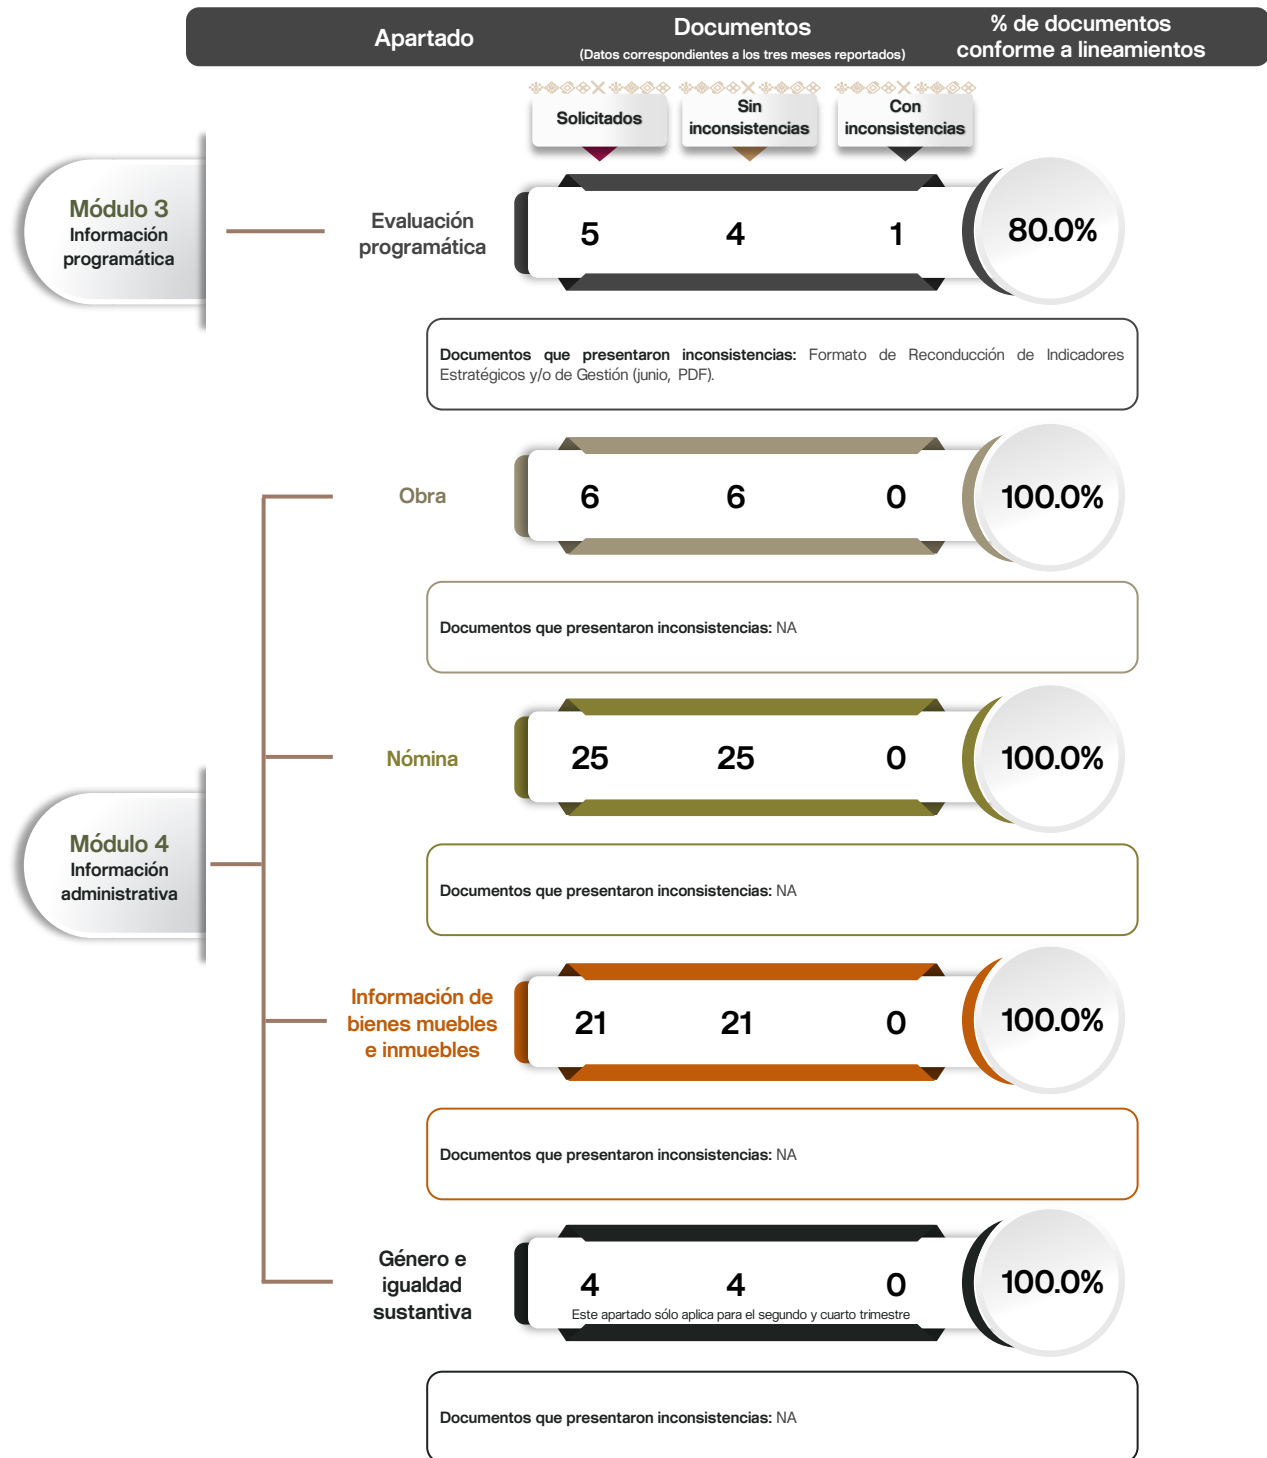 Apartado
Documentos
(Datos correspondientes a los tres meses reportados)
% de documentos
conforme a lineamientos
Solicitados
Sin
inconsistencias
Con
inconsistencias
Módulo 3
Información
programática
Evaluación
programática
5 4 1 80.0%
Documentos que presentaron inconsistencias: Formato de Reconducción de Indicadores
Estratégicos y/o de Gestión (junio, PDF).
Módulo 4
Información
administrativa
Obra
6 6 0 100.0%
Documentos que presentaron inconsistencias: NA
Nómina
25 25 0 100.0%
Documentos que presentaron inconsistencias: NA
Información de
bienes muebles
e inmuebles
21 21 0 100.0%
Documentos que presentaron inconsistencias: NA
Género e
igualdad
sustantiva
4 4 0 100.0%
Este apartado sólo aplica para el segundo y cuarto trimestre
Documentos que presentaron inconsistencias: NA